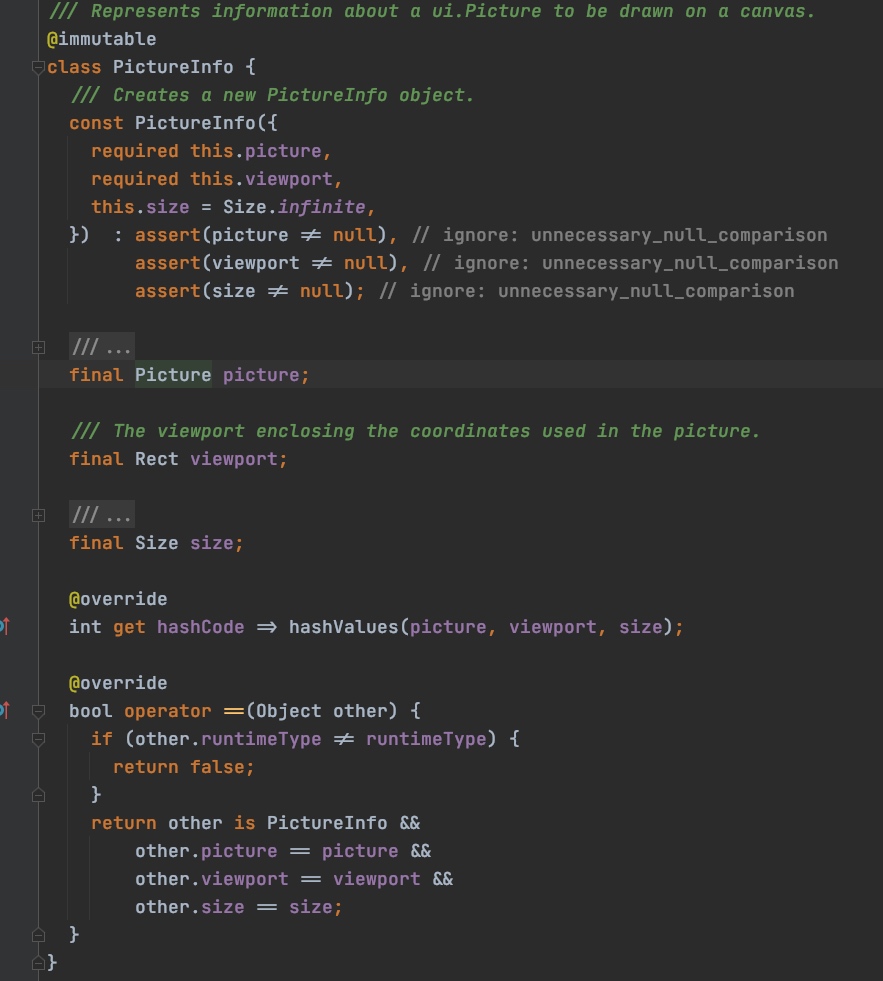 /// Represents information about a ui.Picture to be drawn on a canvas.
@immutable
class PictureInfo {
  /// Creates a new PictureInfo object.
  const PictureInfo({
    required this.picture,
    required this.viewport,
    this.size = Size.infinite,
  })  : assert(picture != null), // ignore: unnecessary_null_comparison
        assert(viewport != null), // ignore: unnecessary_null_comparison
        assert(size != null); // ignore: unnecessary_null_comparison

  /// ...
  final Picture picture;

  /// The viewport enclosing the coordinates used in the picture.
  final Rect viewport;

  /// ...
  final Size size;

  @override
  int get hashCode => hashValues(picture, viewport, size);

  @override
  bool operator ==(Object other) {
    if (other.runtimeType != runtimeType) {
      return false;
    }
    return other is PictureInfo &&
        other.picture == picture &&
        other.viewport == viewport &&
        other.size == size;
  }
}